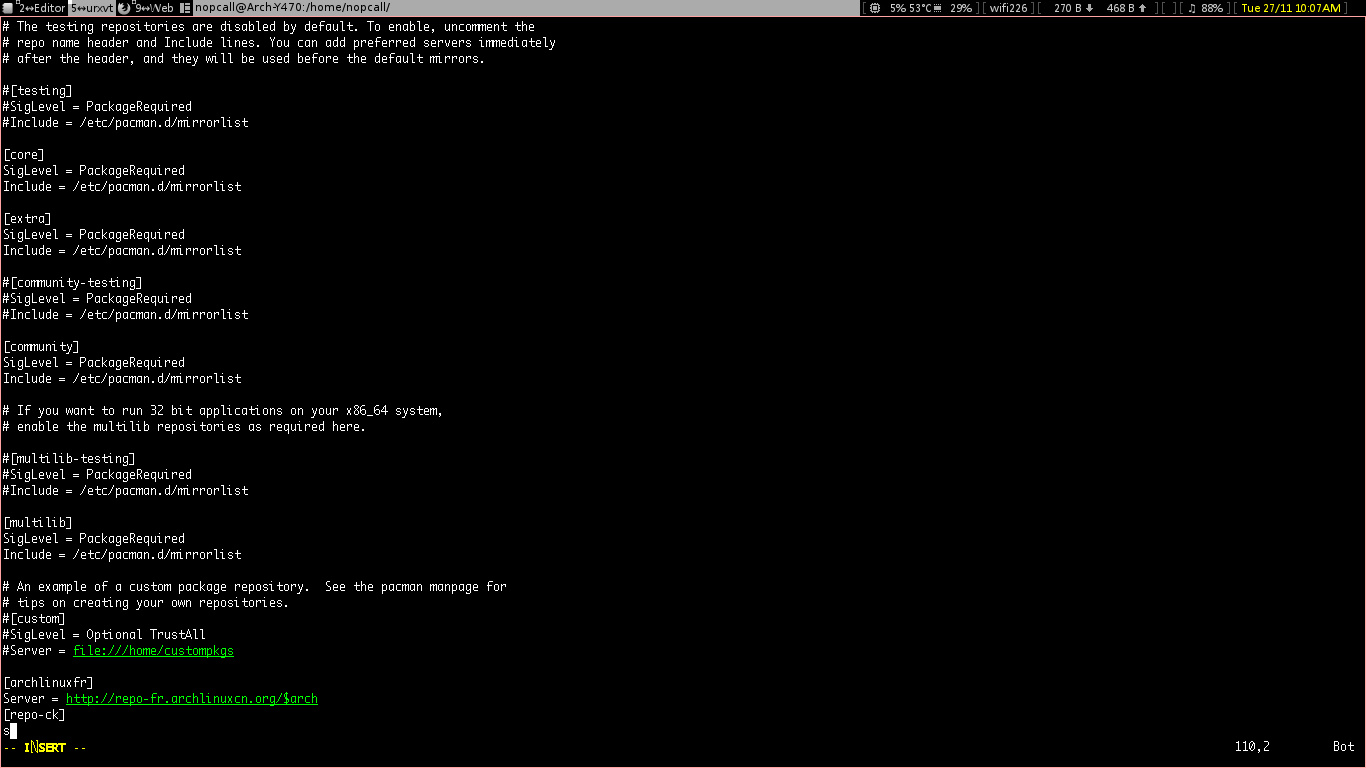 2 Editor 5 urxvt 9 Web nopcall@Arch-Y470:/home/nopcall/ [ 5% 53°C 29% ] [ wifi226 ] [ 270 B 468 B ] [ ] [ ♫ 88% ] [ Tue 27/11 10:07AM ]
# The testing repositories are disabled by default. To enable, uncomment the
# repo name header and Include lines. You can add preferred servers immediately
# after the header, and they will be used before the default mirrors.
#[testing]
#SigLevel = PackageRequired
#Include = /etc/pacman.d/mirrorlist
[core]
SigLevel = PackageRequired
Include = /etc/pacman.d/mirrorlist
[extra]
SigLevel = PackageRequired
Include = /etc/pacman.d/mirrorlist
#[community-testing]
#SigLevel = PackageRequired
#Include = /etc/pacman.d/mirrorlist
[community]
SigLevel = PackageRequired
Include = /etc/pacman.d/mirrorlist
# If you want to run 32 bit applications on your x86_64 system,
# enable the multilib repositories as required here.
#[multilib-testing]
#SigLevel = PackageRequired
#Include = /etc/pacman.d/mirrorlist
[multilib]
SigLevel = PackageRequired
Include = /etc/pacman.d/mirrorlist
# An example of a custom package repository.  See the pacman manpage for
# tips on creating your own repositories.
#[custom]
#SigLevel = Optional TrustAll
#Server = file:///home/custompkgs
[archlinuxfr]
Server = http://repo-fr.archlinuxcn.org/$arch
[repo-ck]
s
-- INSERT -- 110,2 Bot